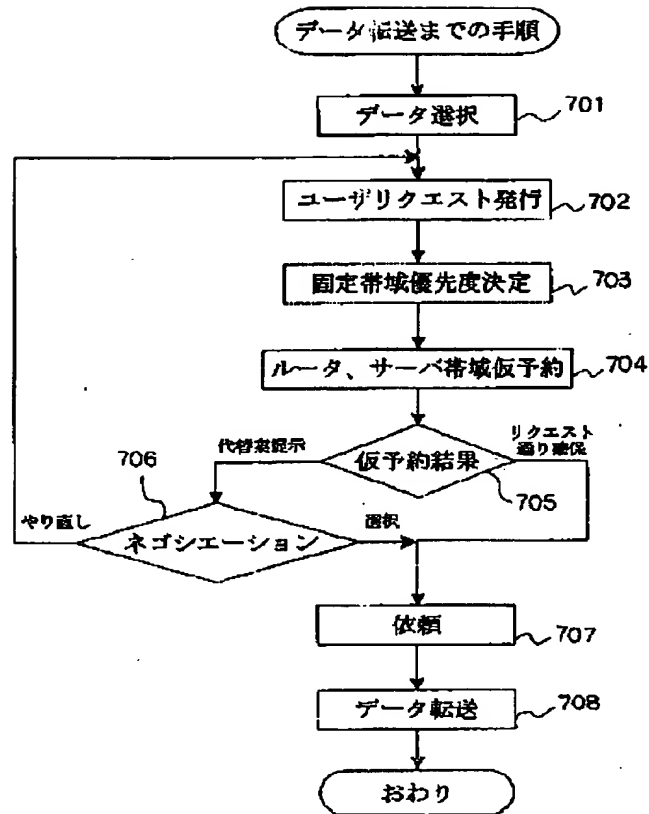 データ転送までの手順
データ選択
701
ユーザリクエスト発行
702
固定帯域優先度決定
703
ルータ、サーバ帯域仮予約
704
代替案提示
仮予約結果
リクエスト
通り確保
705
706
やり直し
ネゴシエーション
選択
依頼
707
データ転送
708
おわり